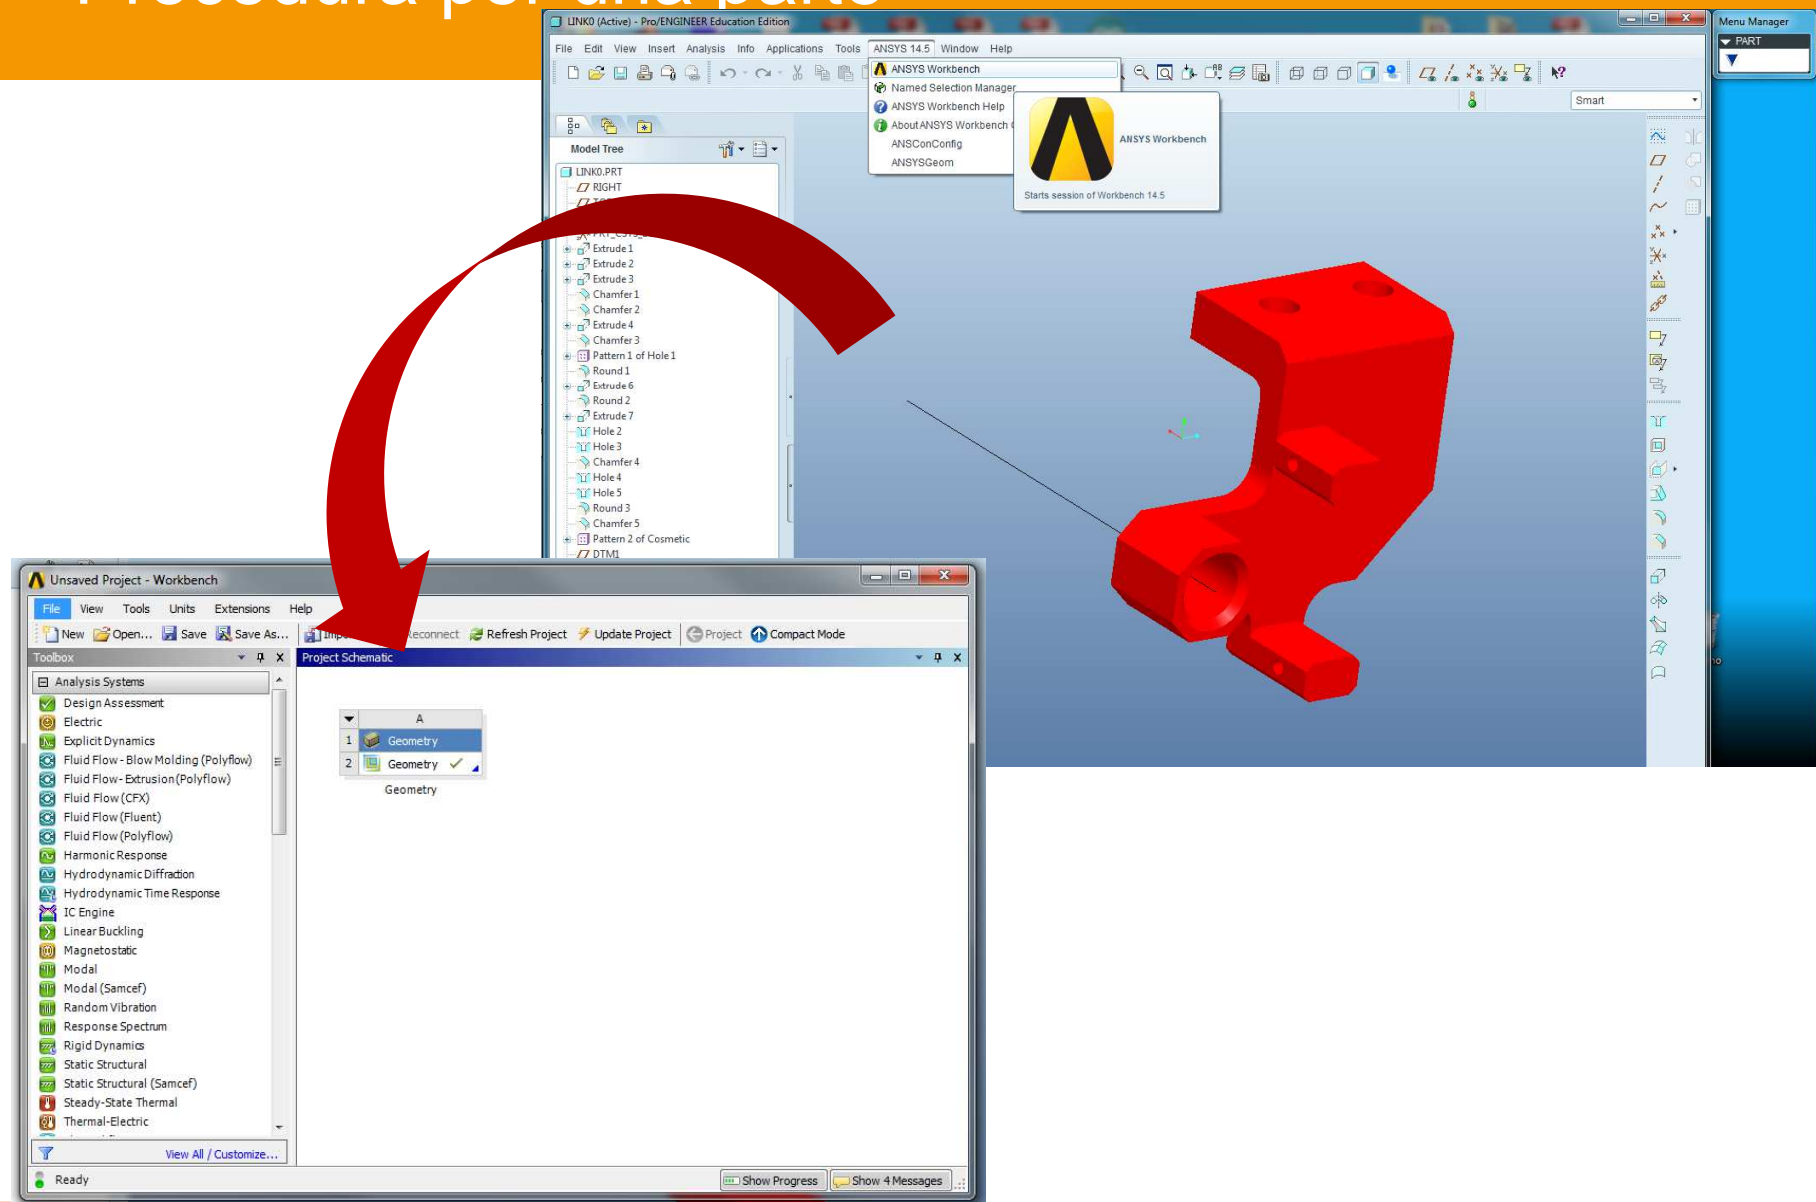 Procedura per una parte
LINK0 (Active) - Pro/ENGINEER Education Edition
File Edit View Insert Analysis Info Applications Tools ANSYS 14.5 Window Help
ANSYS Workbench
Named Selection Manager
ANSYS Workbench Help
About ANSYS Workbench
ANSConConfig
ANSYSGeom
ANSYS Workbench
Starts session of Workbench 14.5
Smart
Menu Manager
PART
Model Tree
LINK0.PRT
RIGHT
Extrude 1
Extrude 2
Extrude 3
Chamfer 1
Chamfer 2
Extrude 4
Chamfer 3
Pattern 1 of Hole 1
Round 1
Extrude 6
Round 2
Extrude 7
Hole 2
Hole 3
Chamfer 4
Hole 4
Hole 5
Round 3
Chamfer 5
Pattern 2 of Cosmetic
DTM1
Unsaved Project - Workbench
File View Tools Units Extensions Help
New Open... Save Save As... Reconnect Refresh Project Update Project Project Compact Mode
Toolbox
Project Schematic
Analysis Systems
Design Assessment
Electric
Explicit Dynamics
Fluid Flow - Blow Molding (Polyflow)
Fluid Flow - Extrusion (Polyflow)
Fluid Flow (CFX)
Fluid Flow (Fluent)
Fluid Flow (Polyflow)
Harmonic Response
Hydrodynamic Diffraction
Hydrodynamic Time Response
IC Engine
Linear Buckling
Magnetostatic
Modal
Modal (Samcef)
Random Vibration
Response Spectrum
Rigid Dynamics
Static Structural
Static Structural (Samcef)
Steady-State Thermal
Thermal-Electric
View All / Customize...
A
1 Geometry
2 Geometry
Geometry
Ready
Show Progress
Show 4 Messages